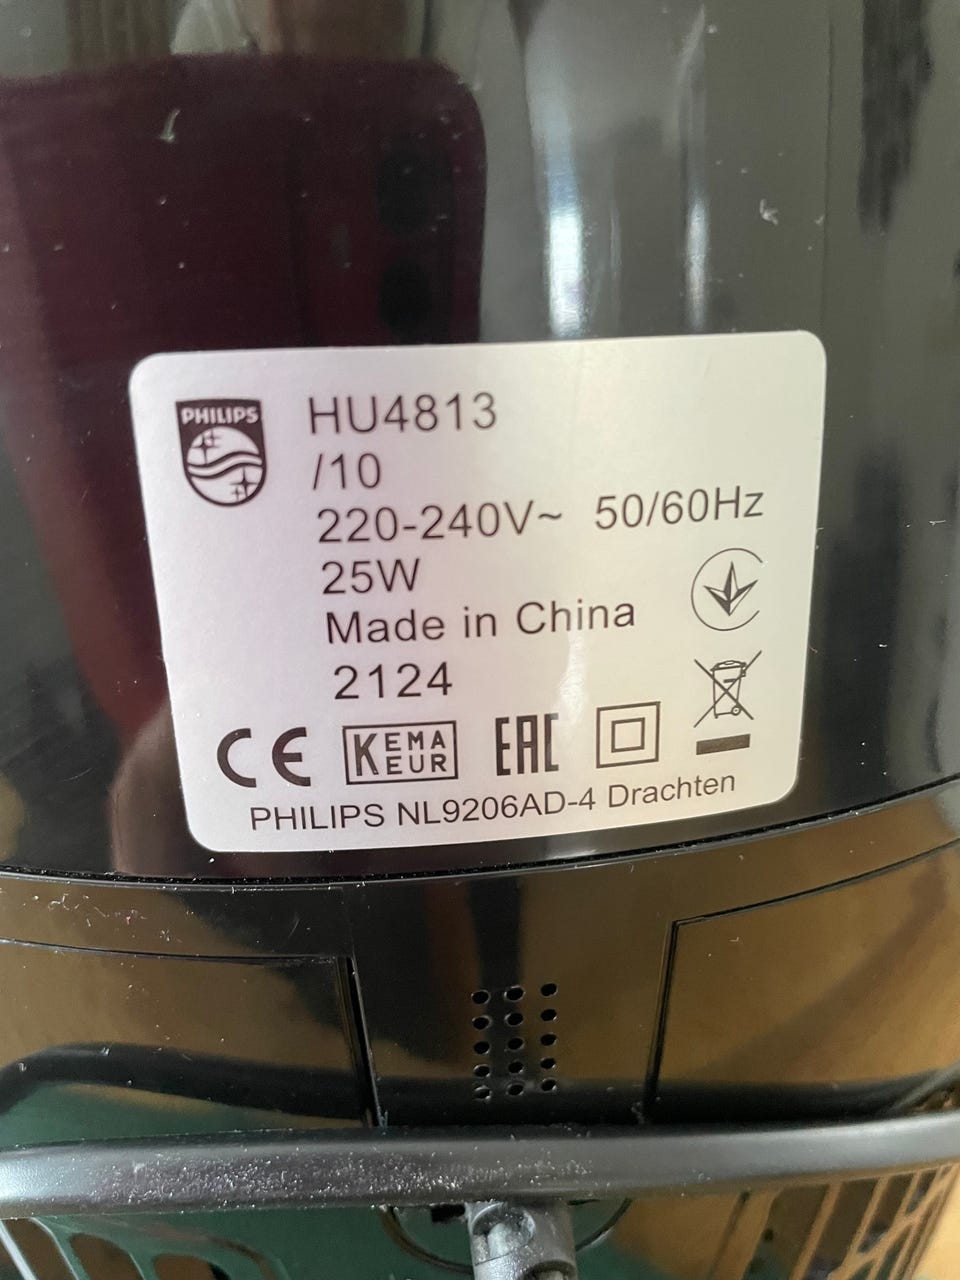 PHILIPS
HU4813
/10
220-240V~ 50/60Hz
25W
Made in China
2124
CE
KEMA
EUR
EAC
PHILIPS NL9206AD-4 Drachten